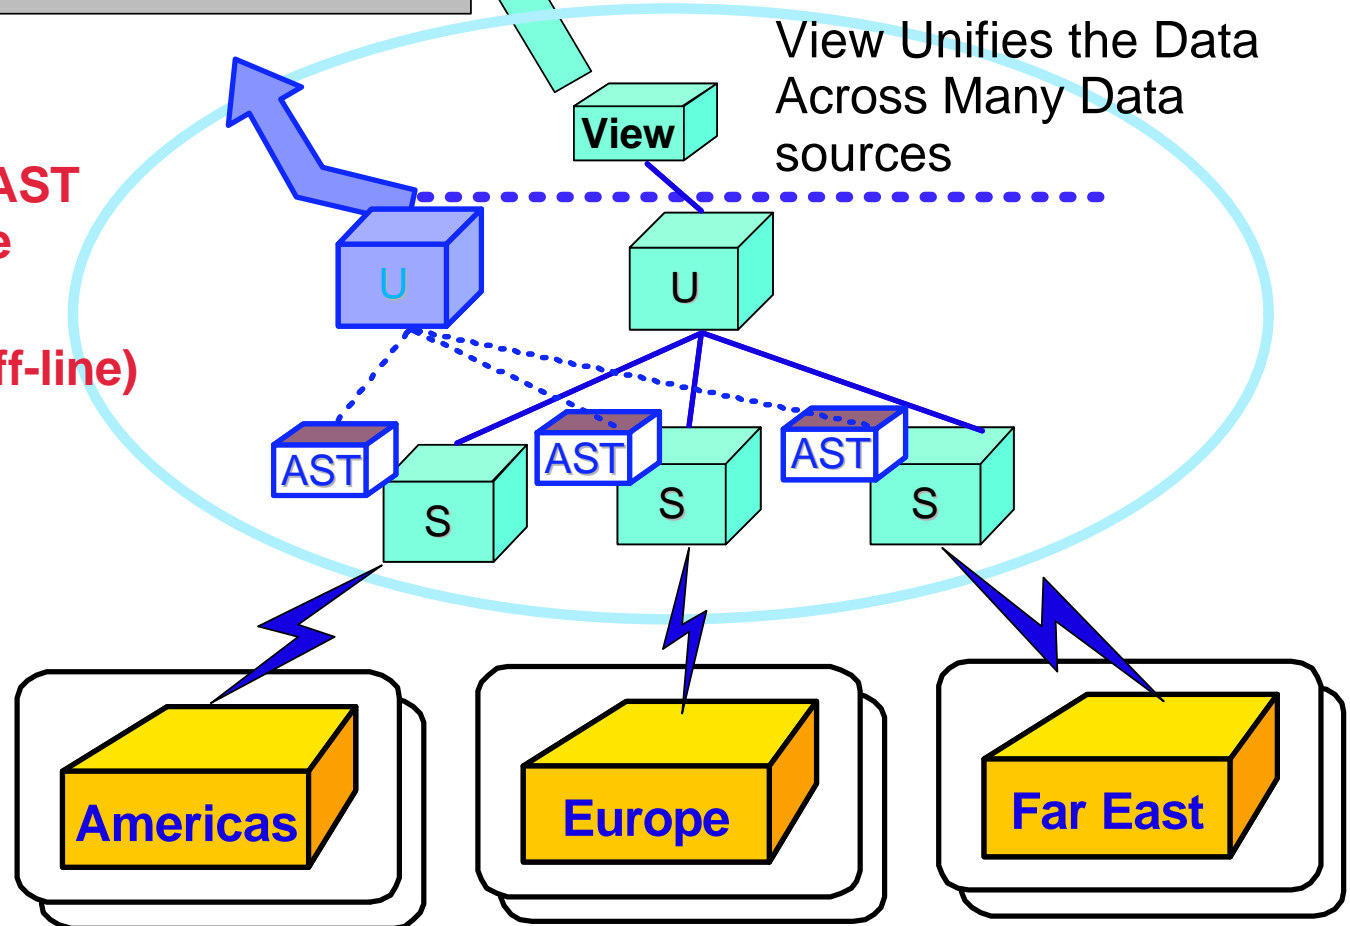 View Unifies the Data
Across Many Data
sources
View
AST
e
ff-line)
U
U
AST
AST
AST
S
S
S
Americas
Europe
Far East